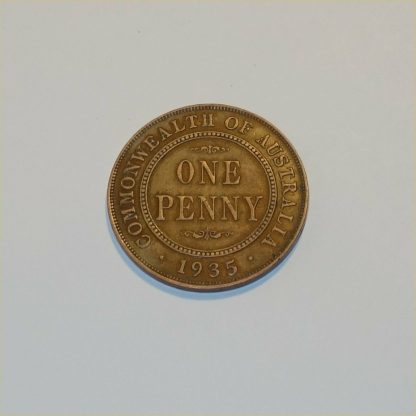 COMMONWEALTH OF AUSTRALIA
ONE
PENNY
· 1935 ·